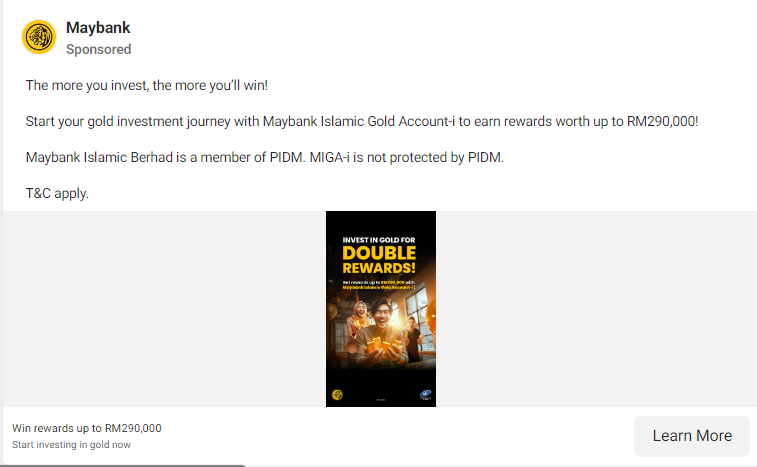 Maybank
Sponsored
The more you invest, the more you'll win!
Start your gold investment journey with Maybank Islamic Gold Account-i to earn rewards worth up to RM290,000!
Maybank Islamic Berhad is a member of PIDM. MIGA-i is not protected by PIDM.
T&C apply.
INVEST IN GOLD FOR
DOUBLE
REWARDS!
Get rewards up to RM290,000 with
Maybank Islamic Gold Account-i!
Win rewards up to RM290,000
Start investing in gold now
Learn More